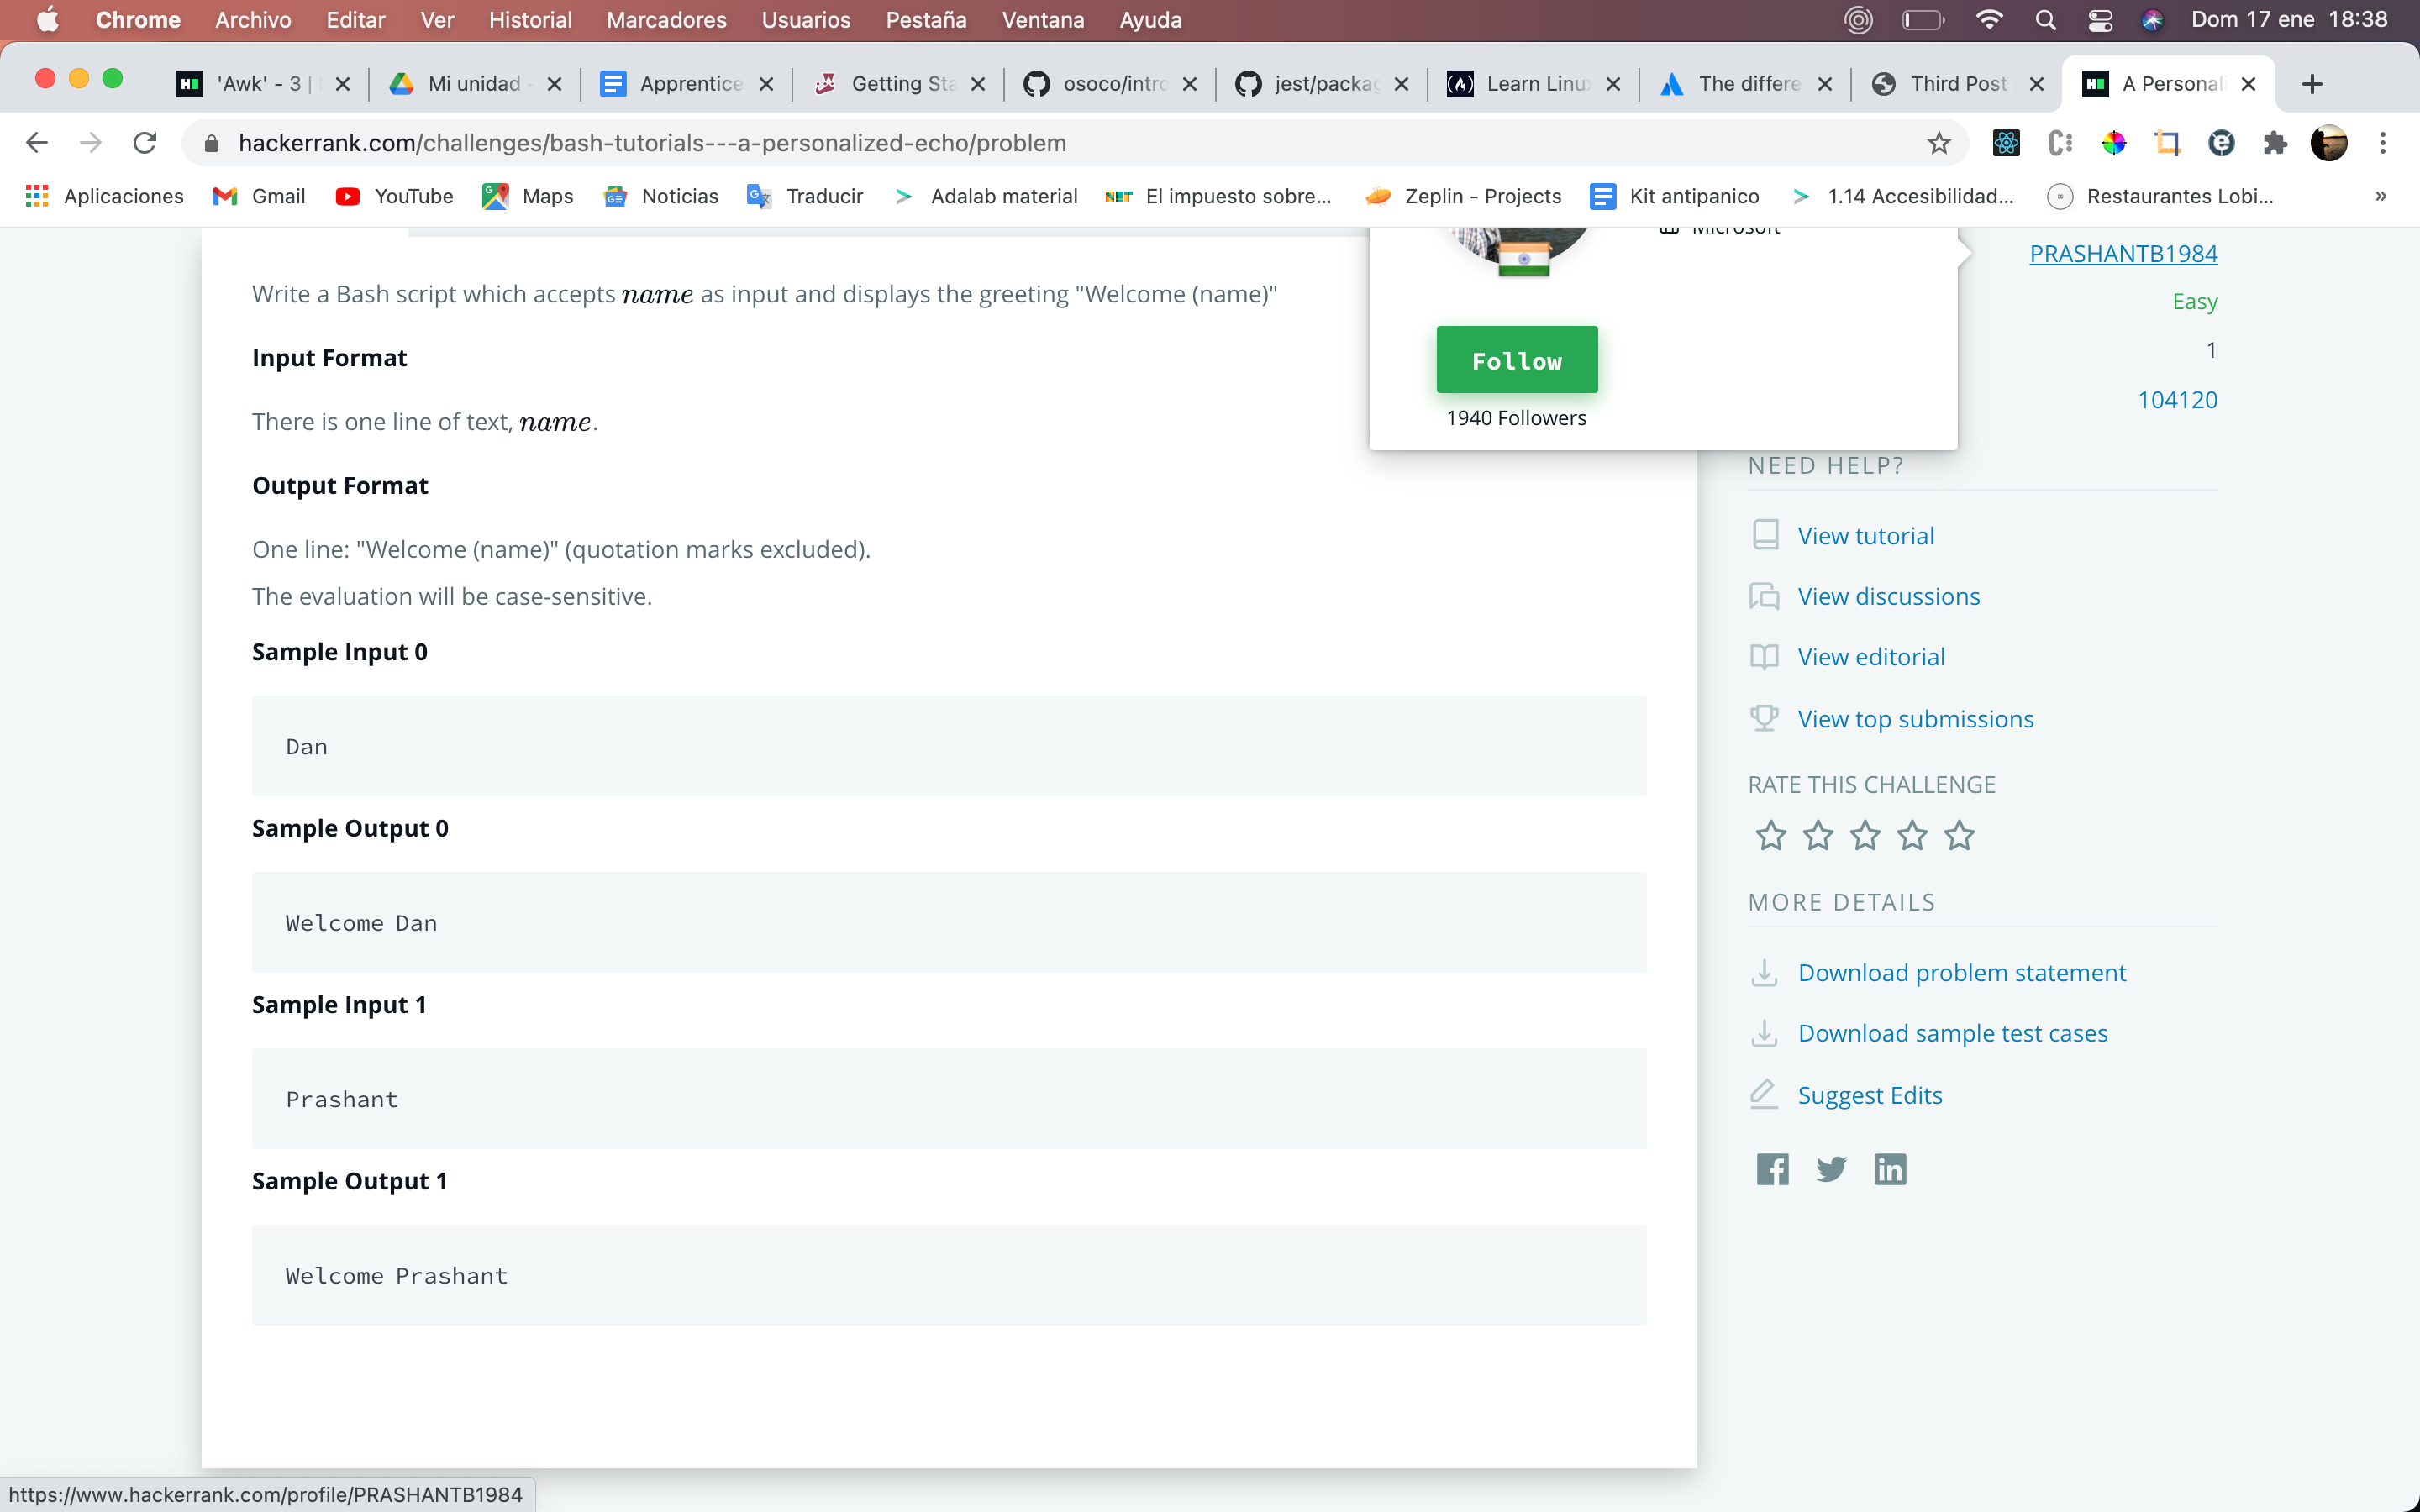 Chrome Archivo Editar Ver Historial Marcadores Usuarios Pestaña Ventana Ayuda Dom 17 ene 18:38
'Awk' - 3 | Mi unidad - Apprentice Getting Sta osoco/intro jest/packag Learn Linux The differe Third Post A Personali
hackerrank.com/challenges/bash-tutorials---a-personalized-echo/problem
Aplicaciones Gmail YouTube Maps Noticias Traducir Adalab material El impuesto sobre... Zeplin - Projects Kit antipanico 1.14 Accesibilidad... Restaurantes Lobi... »
Write a Bash script which accepts name as input and displays the greeting "Welcome (name)"
Input Format
There is one line of text, name.
Output Format
One line: "Welcome (name)" (quotation marks excluded).
The evaluation will be case-sensitive.
Sample Input 0
Dan
Sample Output 0
Welcome Dan
Sample Input 1
Prashant
Sample Output 1
Welcome Prashant
Microsoft
Follow
1940 Followers
PRASHANTB1984
Easy
1
104120
NEED HELP?
View tutorial
View discussions
View editorial
View top submissions
RATE THIS CHALLENGE
MORE DETAILS
Download problem statement
Download sample test cases
Suggest Edits
https://www.hackerrank.com/profile/PRASHANTB1984